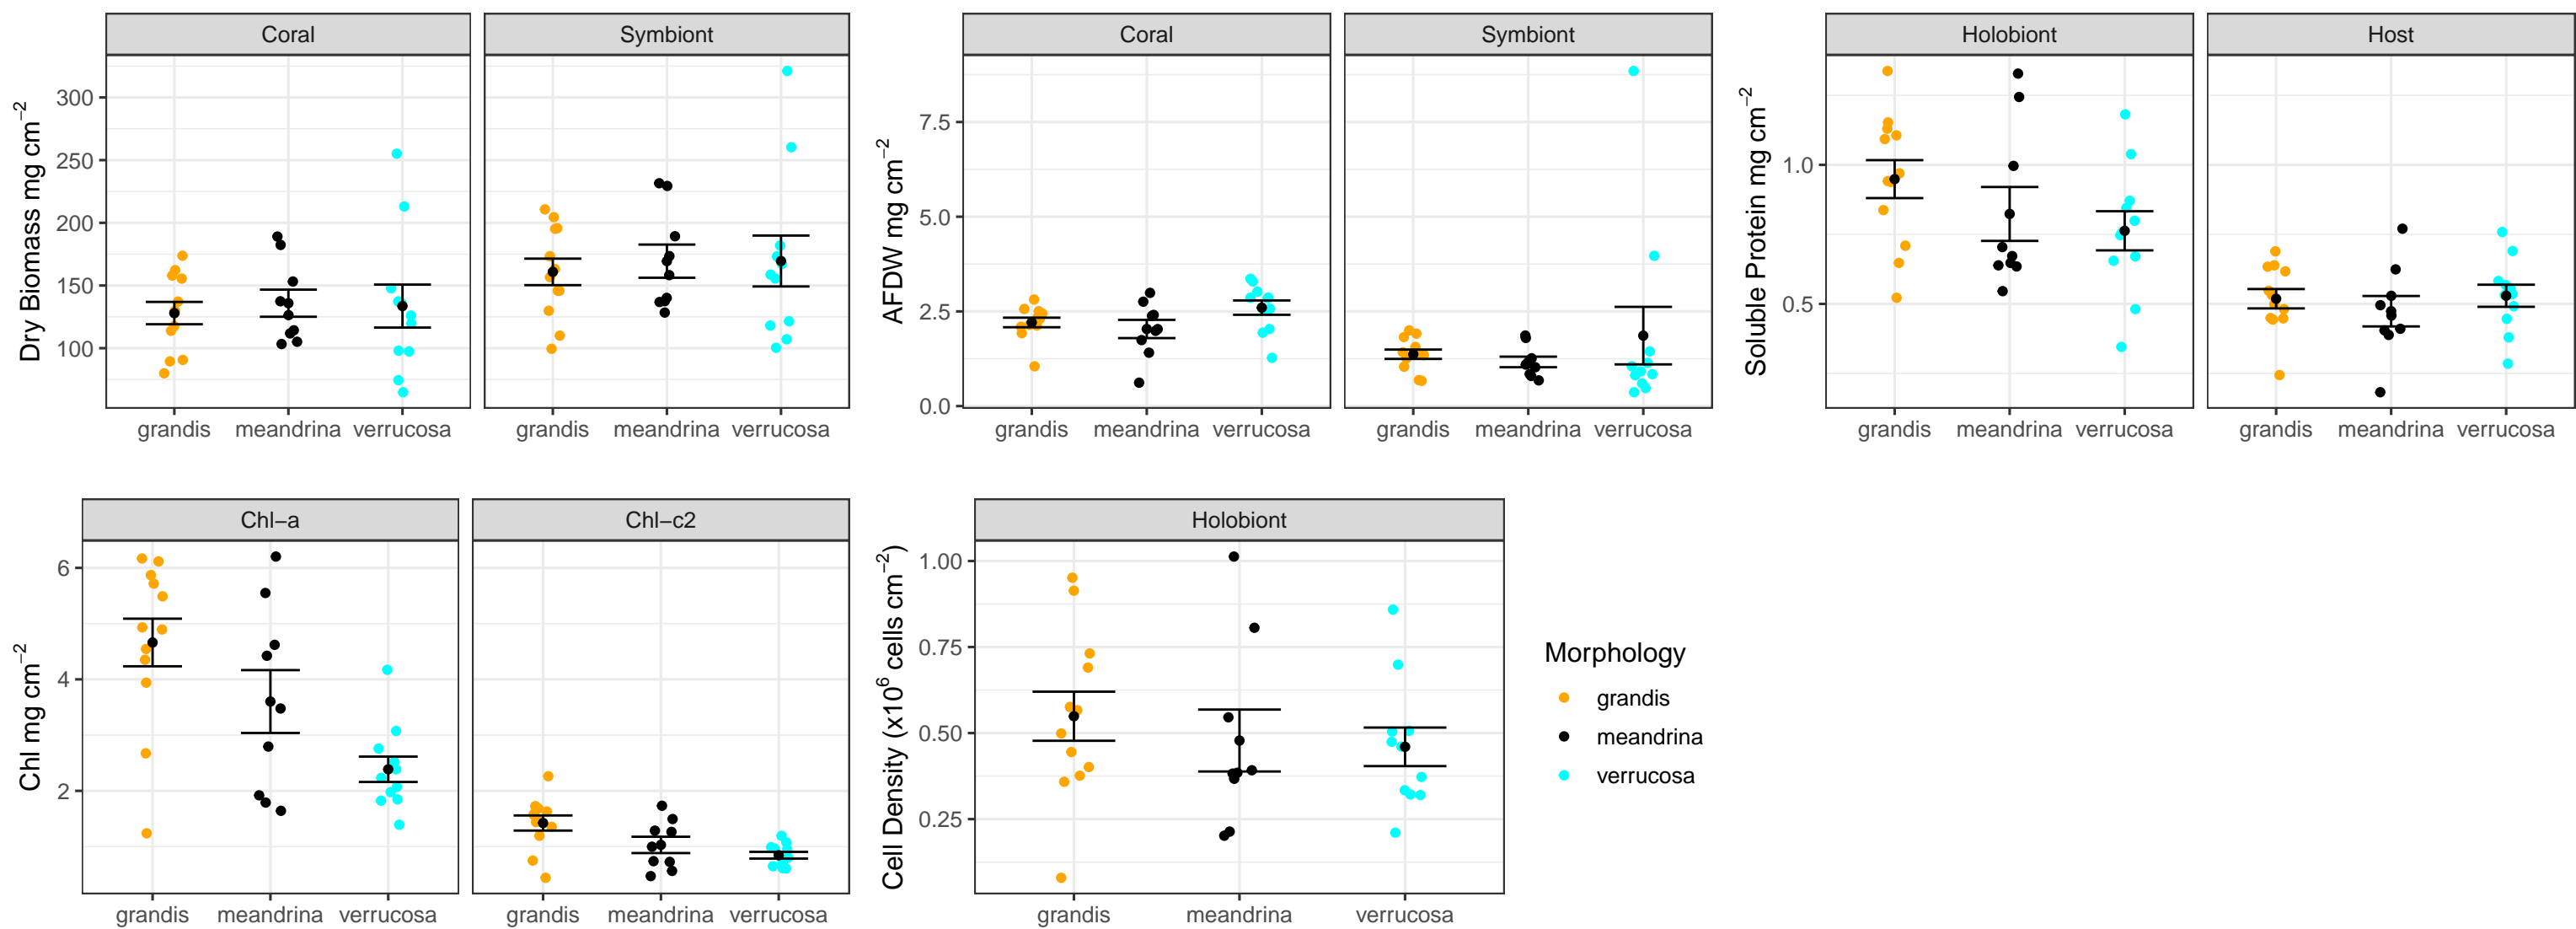 Coral
Symbiont
Dry Biomass mg cm⁻²
300
250
200
150
100
grandis
meandrina
verrucosa
grandis
meandrina
verrucosa
Coral
Symbiont
AFDW mg cm⁻²
7.5
5.0
2.5
0.0
grandis
meandrina
verrucosa
grandis
meandrina
verrucosa
Holobiont
Host
Soluble Protein mg cm⁻²
1.0
0.5
grandis
meandrina
verrucosa
grandis
meandrina
verrucosa
Chl−a
Chl−c2
Chl mg cm⁻²
6
4
2
grandis
meandrina
verrucosa
grandis
meandrina
verrucosa
Holobiont
Cell Density (x10⁶ cells cm⁻²)
1.00
0.75
0.50
0.25
grandis
meandrina
verrucosa
Morphology
grandis
meandrina
verrucosa